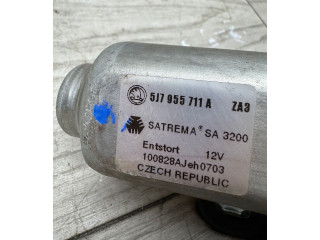 5J7 955 711 A ZA3
SATREMA® SA 3200
Entstort 12V
100828AJeh0703
CZECH REPUBLIC